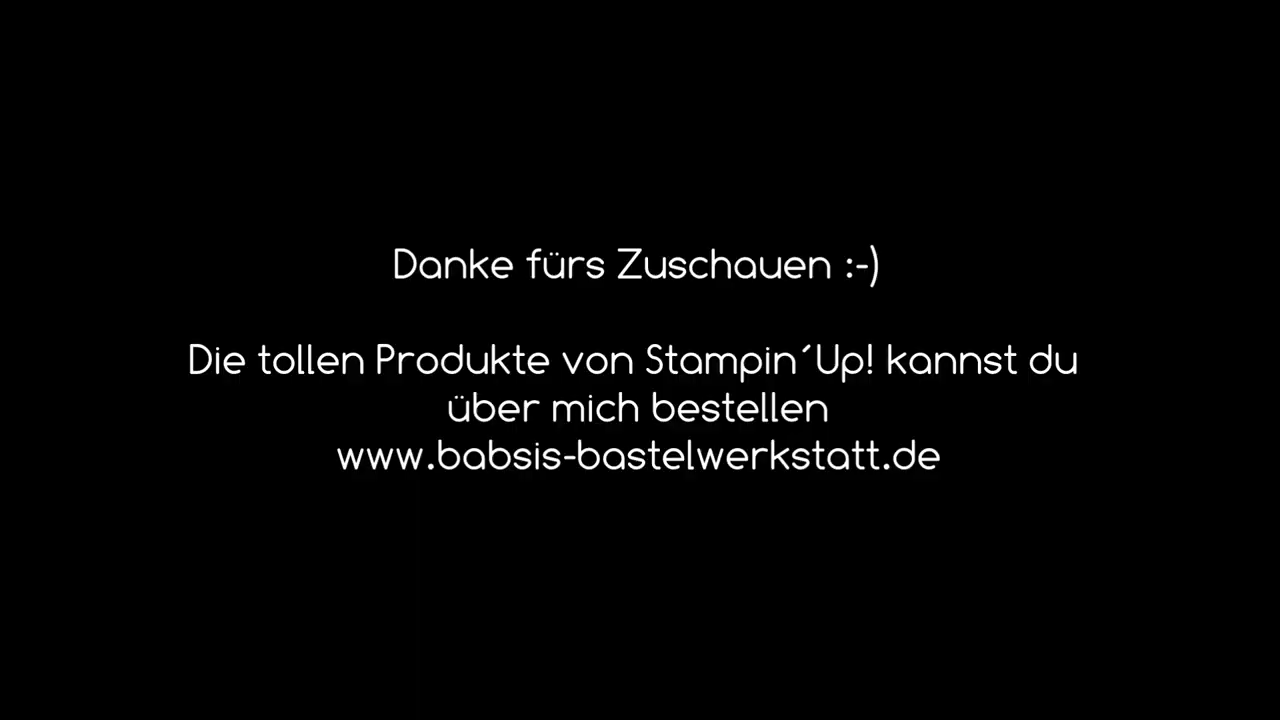 Danke fürs Zuschauen :-)
Die tollen Produkte von Stampin´Up! kannst du
über mich bestellen
www.babsis-bastelwerkstatt.de